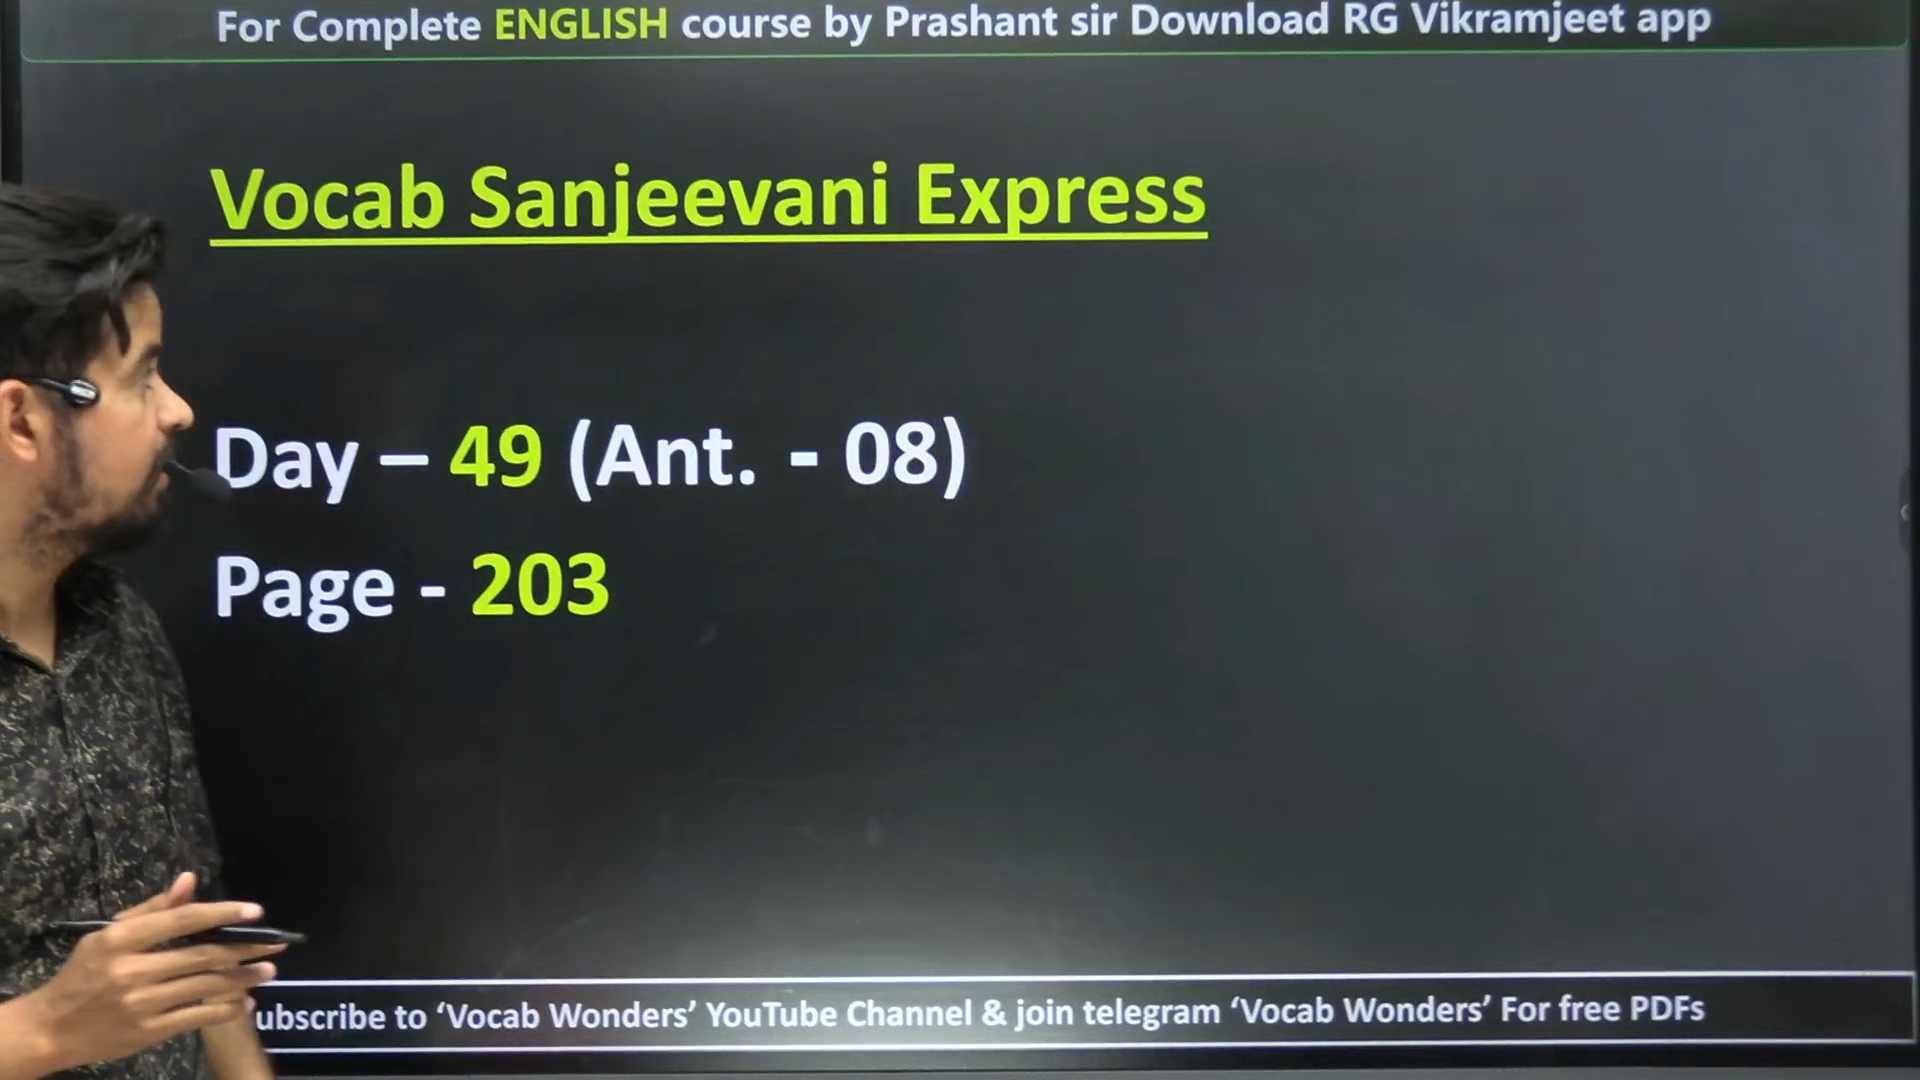 For Complete ENGLISH course by Prashant sir Download RG Vikramjeet app
Vocab Sanjeevani Express
Day – 49 (Ant. - 08)
Page - 203
ubscribe to ‘Vocab Wonders’ YouTube Channel & join telegram ‘Vocab Wonders’ For free PDFs